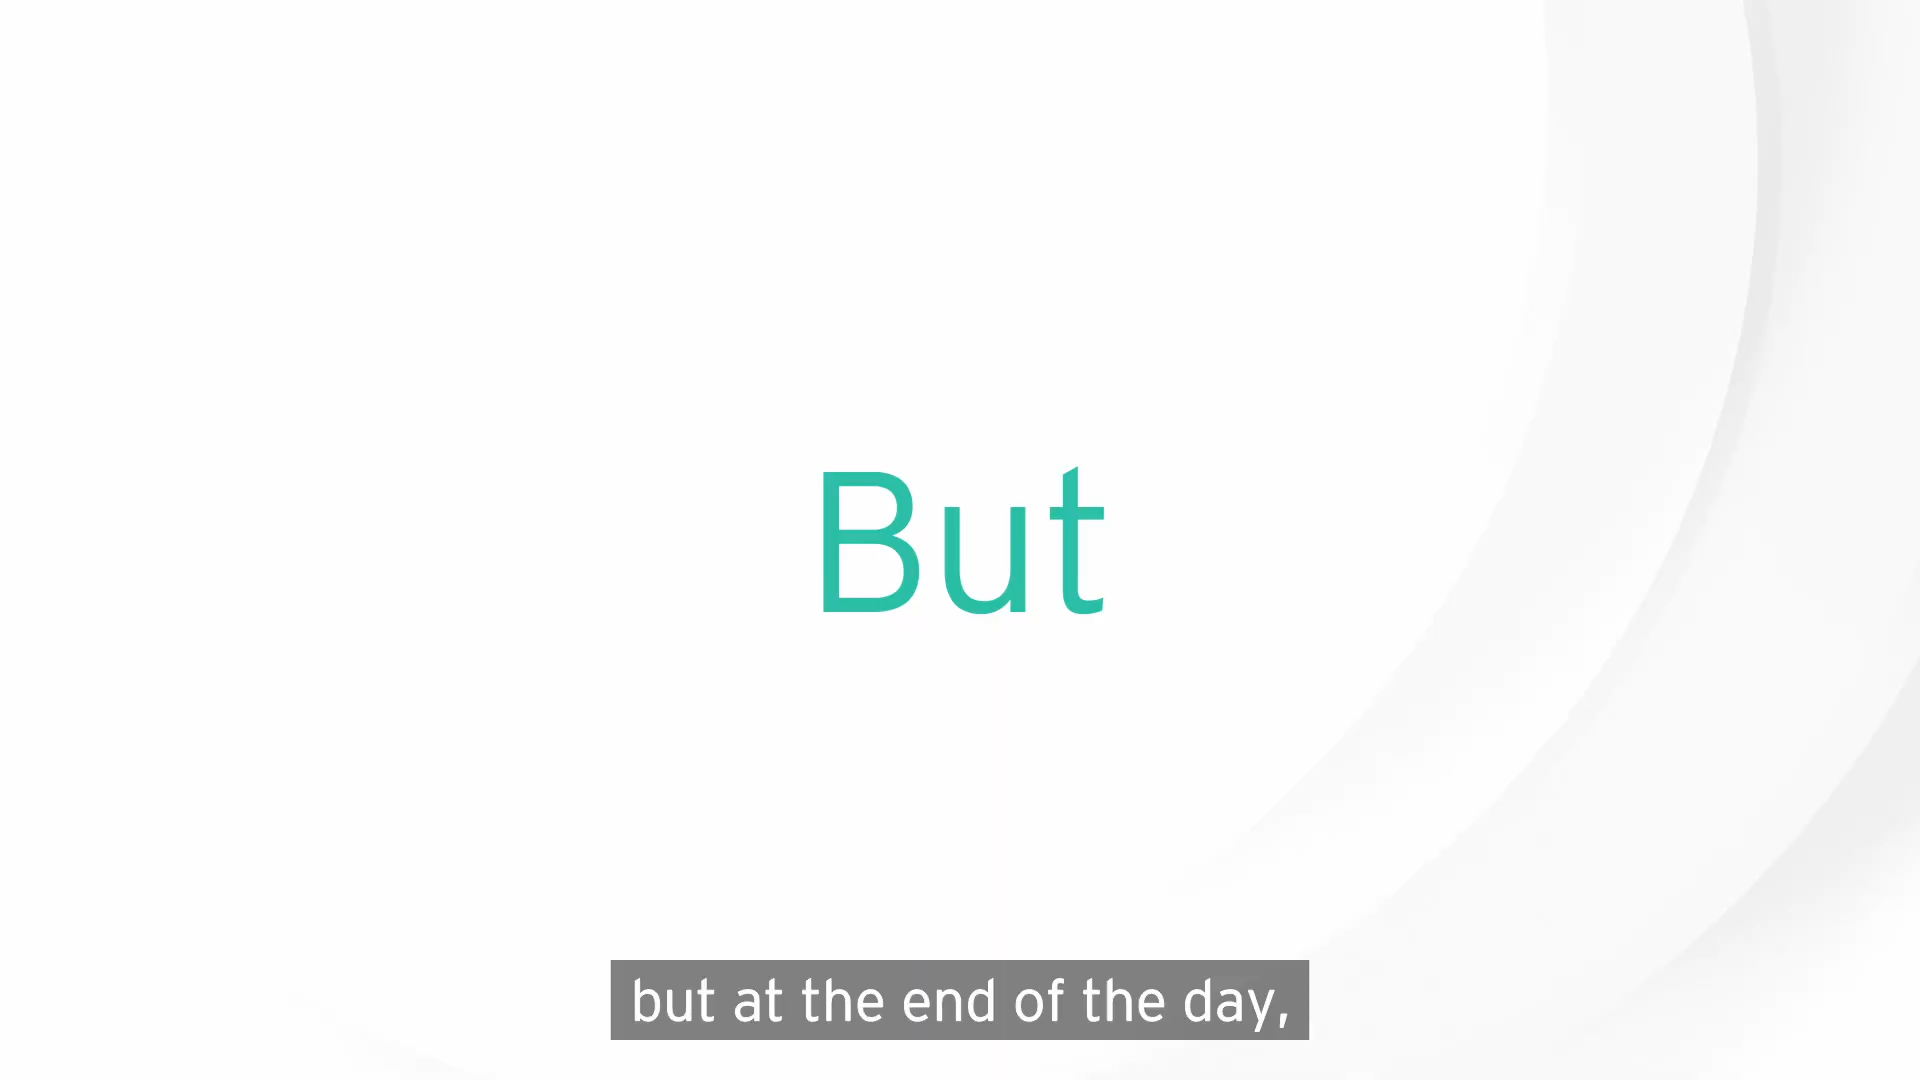 But
but at the end of the day,